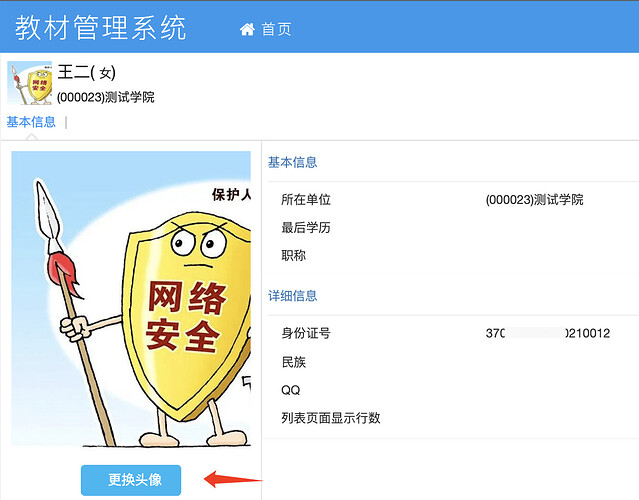 教材管理系统
首页
网络
安全
王二( 女)
(000023)测试学院
基本信息 |
保护人
网络
安全
更换头像
基本信息
所在单位 (000023)测试学院
最后学历
职称
详细信息
身份证号 370 0210012
民族
QQ
列表页面显示行数